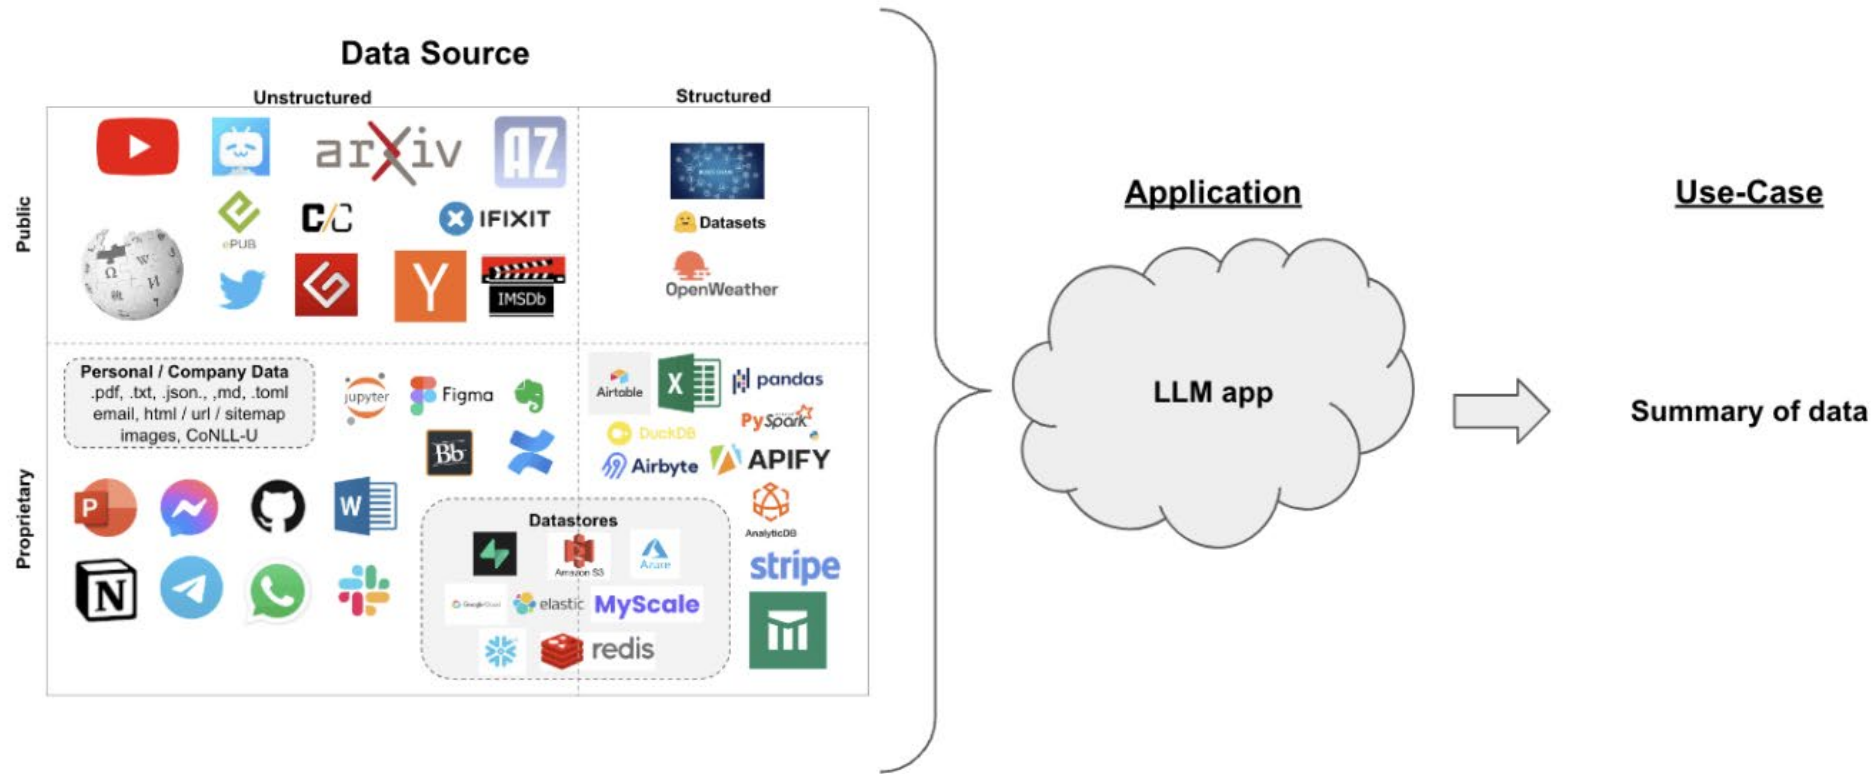 Data Source
Unstructured
Structured
Public
arXiv
AZ
ePUB
C/C
IFIXIT
Datasets
IMSDb
OpenWeather
Proprietary
Personal / Company Data
.pdf, .txt, .json., ,md, .toml
email, html / url / sitemap
images, CoNLL-U
jupyter
Figma
Bb
Airtable
X
pandas
PySpark
DuckDB
Airbyte
APIFY
AnalyticDB
stripe
P
W
N
Datastores
Amazon S3
Azure
Google Cloud
elastic
MyScale
redis
Application
LLM app
Use-Case
Summary of data